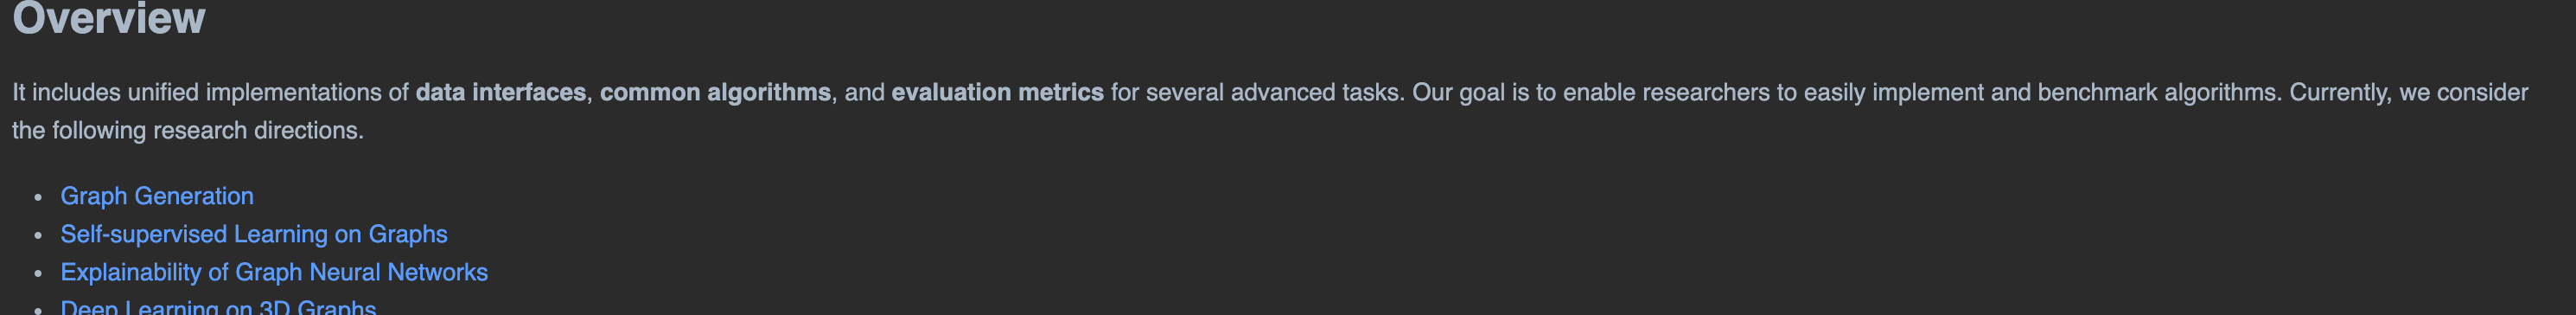 Overview
It includes unified implementations of data interfaces, common algorithms, and evaluation metrics for several advanced tasks. Our goal is to enable researchers to easily implement and benchmark algorithms. Currently, we consider
the following research directions.
• Graph Generation
• Self-supervised Learning on Graphs
• Explainability of Graph Neural Networks
• Deep Learning on 3D Graphs